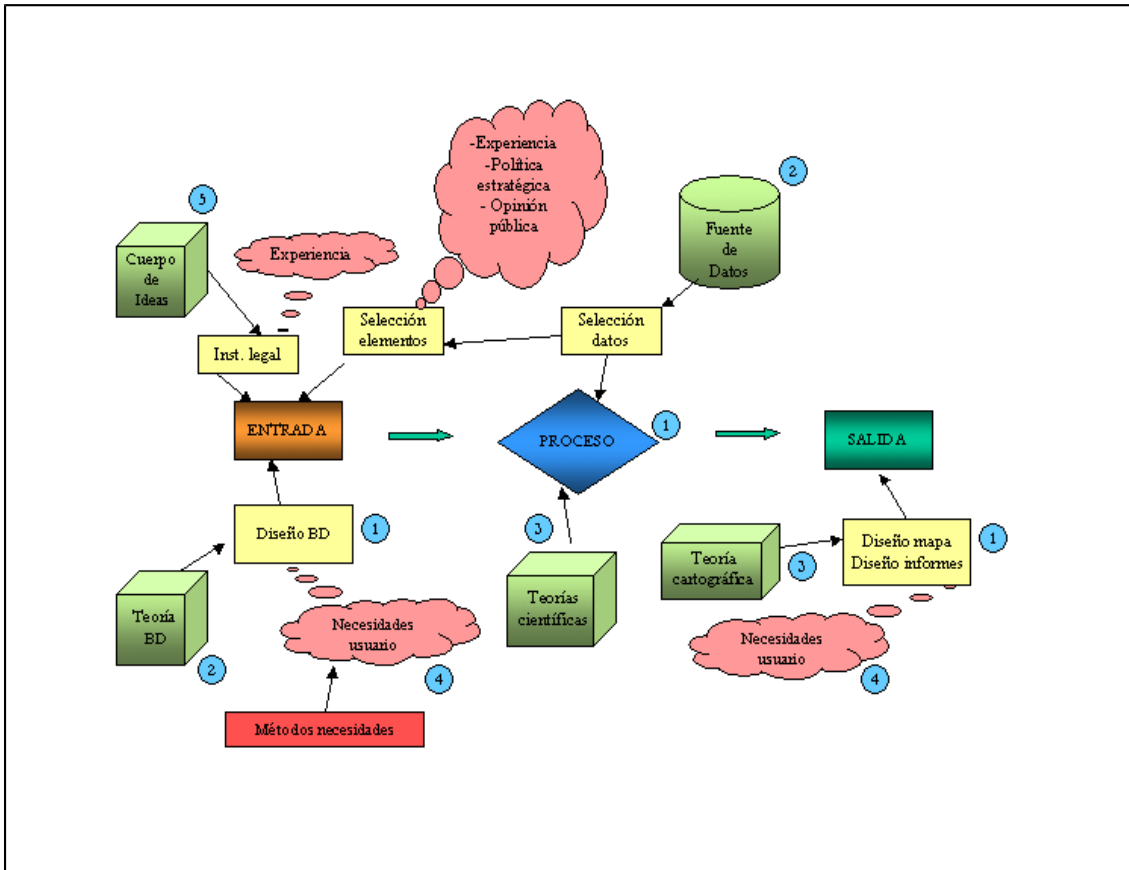 -Experiencia
-Política
estratégica
- Opinión
pública
2
5
Fuente
de
Datos
Cuerpo
de
Ideas
Experiencia
Selección
elementos
Selección
datos
Inst. legal
ENTRADA
PROCESO
1
SALIDA
Diseño BD
1
3
Teoría
cartográfica
3
Diseño mapa
Diseño informes
1
Teoría
BD
2
Necesidades
usuario
4
Teorías
científicas
Necesidades
usuario
4
Métodos necesidades